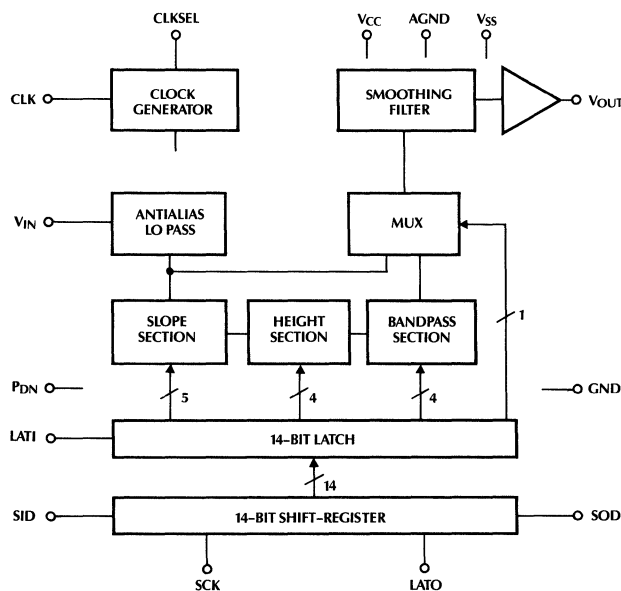 CLKSEL
VCC
AGND
VSS
CLK
CLOCK
GENERATOR
SMOOTHING
FILTER
VOUT
VIN
ANTIALIAS
LO PASS
MUX
SLOPE
SECTION
HEIGHT
SECTION
BANDPASS
SECTION
1
PDN
5
4
4
GND
LATI
14-BIT LATCH
14
SID
14-BIT SHIFT-REGISTER
SOD
SCK
LATO